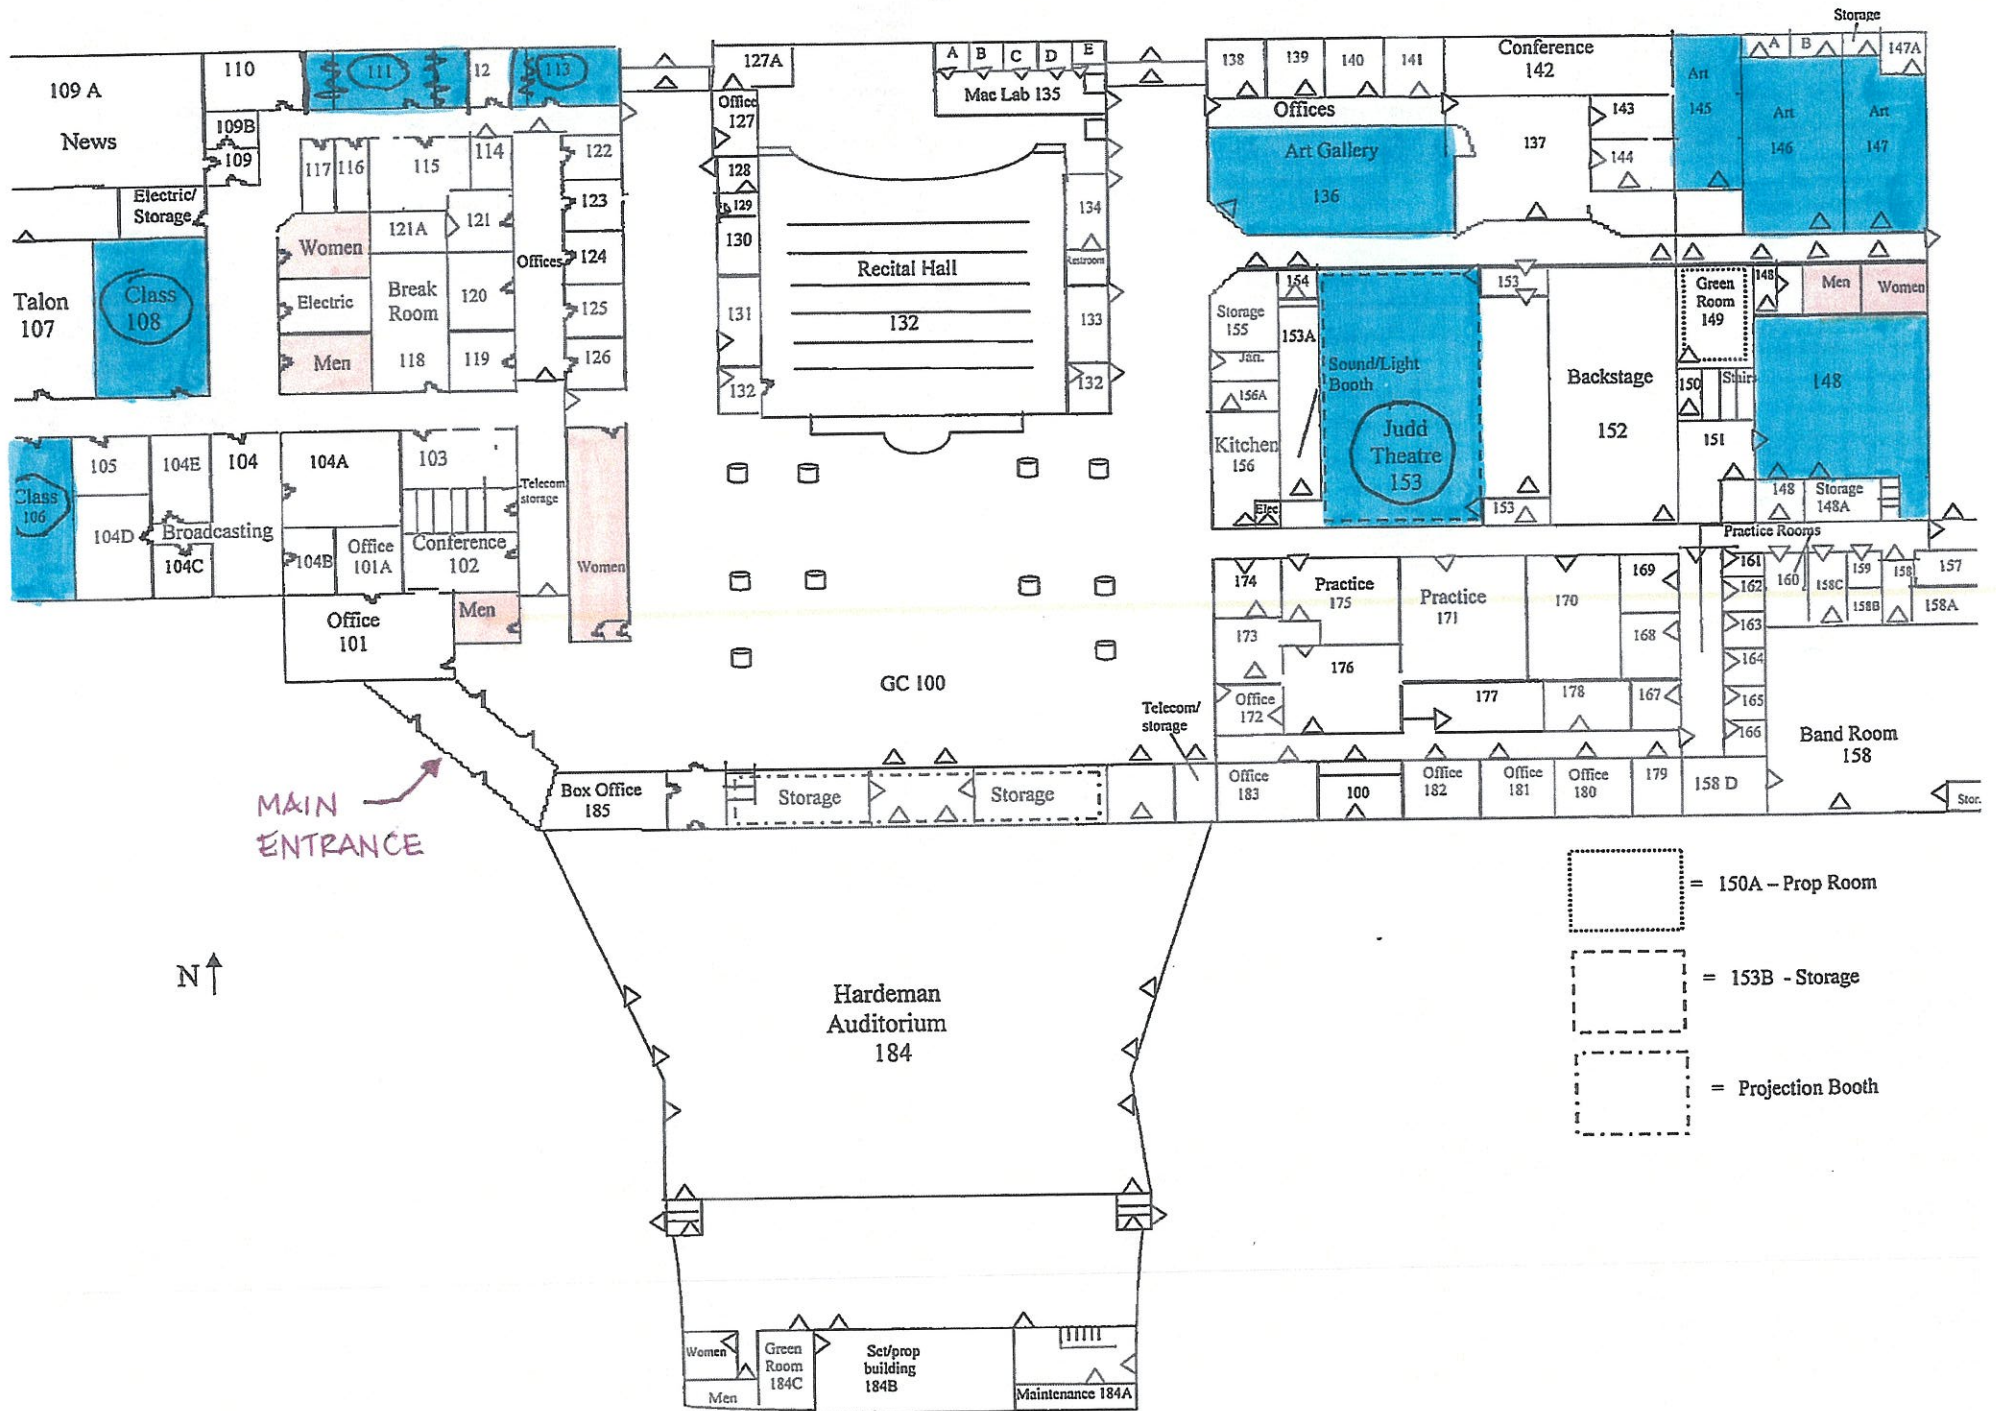 Storage
109 A
News
110
111
12
113
127A
A
B
C
D
E
Mac Lab 135
138
139
140
141
Conference
142
Art
145
A
B
147A
Office
127
Offices
143
109B
109
Art
146
Art
147
117
116
115
114
122
128
Art Gallery
136
137
144
Electric/
Storage
129
123
121
121A
134
130
Women
Offices
124
Restroom
Recital Hall
132
Talon
107
Class
108
Electric
Break
Room
118
120
125
131
133
Men
119
126
132
132
Storage
155
154
153
Green
Room
149
148
Men
Women
153A
Jan.
Sound/Light
Booth
Backstage
152
150
Stairs
148
156A
Kitchen
156
Judd
Theatre
153
151
Elec
153
148
Storage
148A
105
104E
104
104A
103
Telecom
storage
Class
106
104D
Broadcasting
104C
104B
Office
101A
Conference
102
Women
Office
101
Men
Practice Rooms
174
Practice
175
Practice
171
170
169
161
162
163
164
165
166
160
158C
159
158B
158
157
158A
173
168
176
GC 100
Office
172
177
178
167
Telecom/
storage
Band Room
158
MAIN
ENTRANCE
Box Office
185
Storage
Storage
Office
183
100
Office
182
Office
181
Office
180
179
158 D
Stor.
= 150A – Prop Room
N
= 153B - Storage
Hardeman
Auditorium
184
= Projection Booth
Women
Men
Green
Room
184C
Set/prop
building
184B
Maintenance 184A